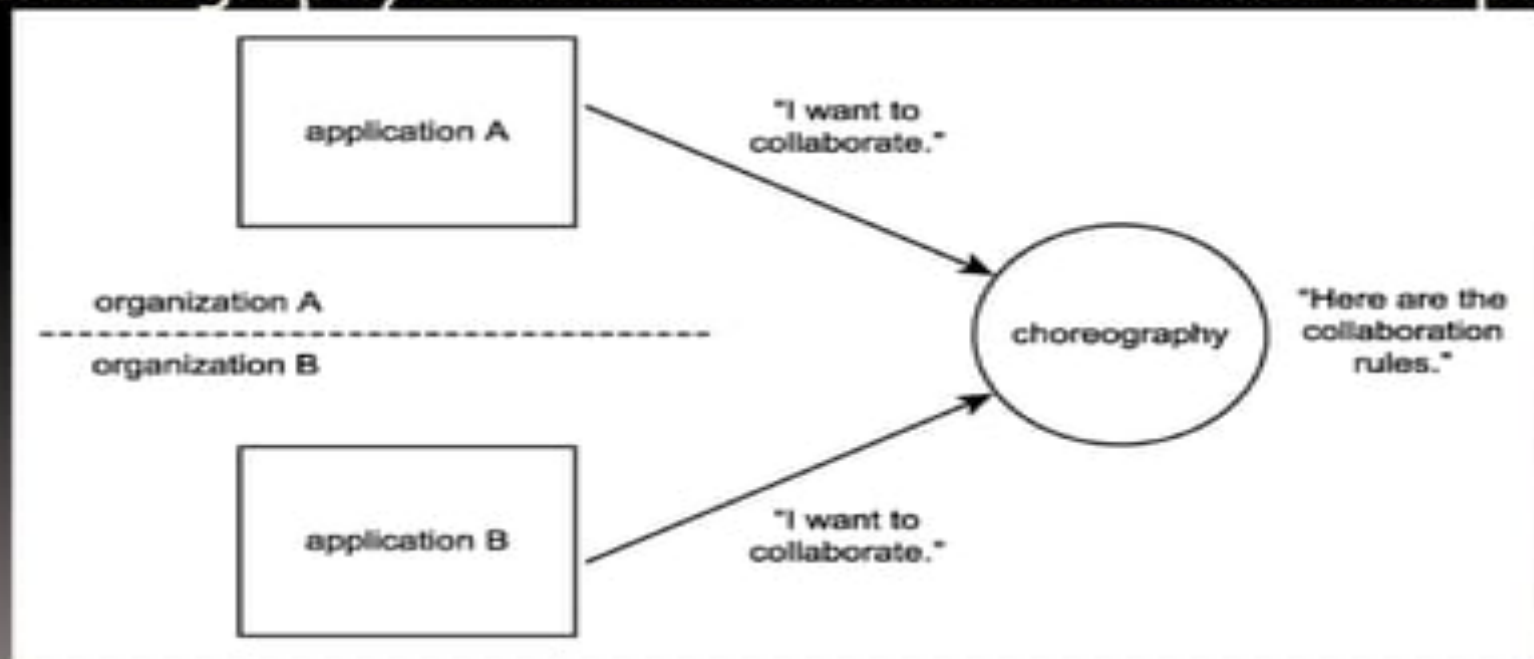 application A
"I want to
collaborate."
organization A
organization B
choreography
"Here are the
collaboration
rules."
application B
"I want to
collaborate."